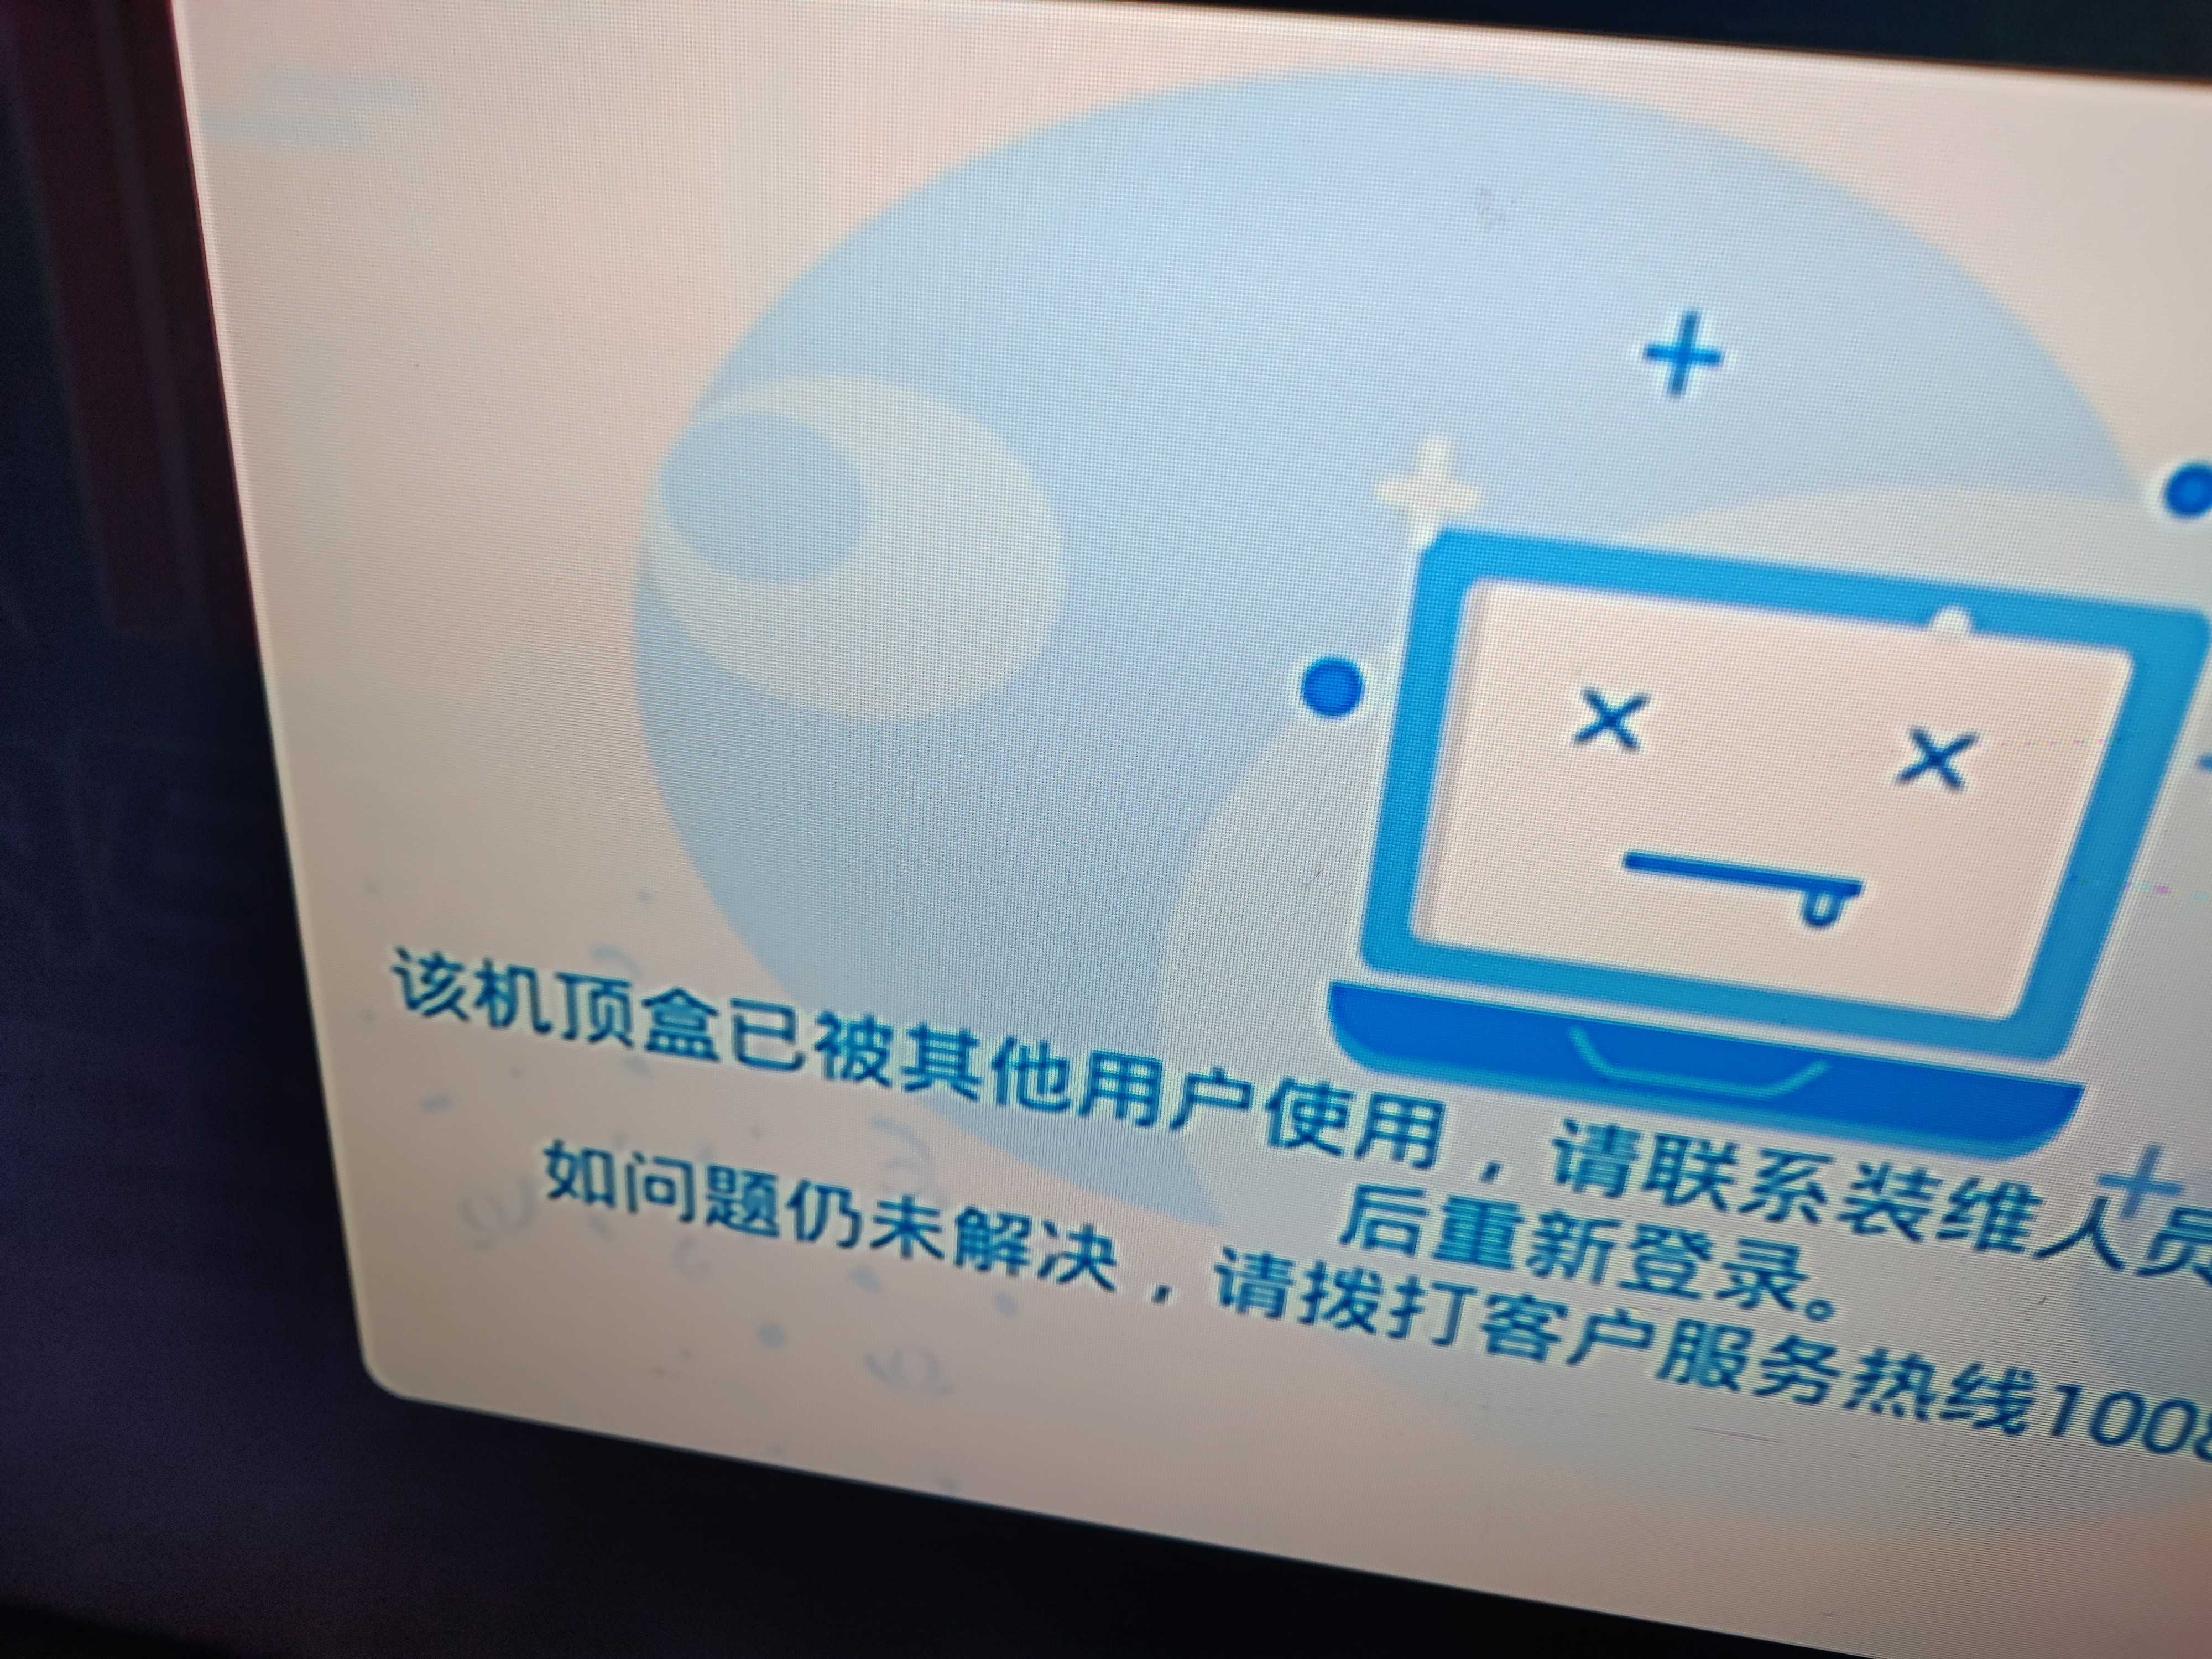 该机顶盒已被其他用户使用，请联系装维人员
后重新登录。
如问题仍未解决，请拨打客户服务热线1008